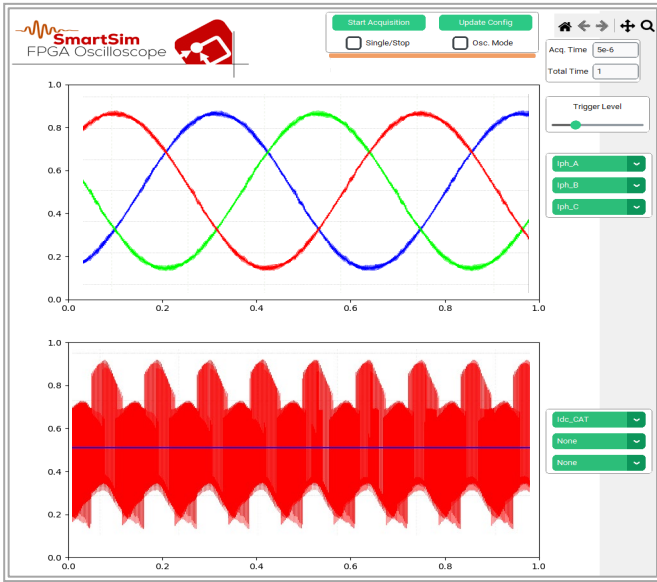 SmartSim
FPGA Oscilloscope
Start Acquisition
Update Config
Single/Stop
Osc. Mode
Acq. Time 5e-6
Total Time 1
Trigger Level
Iph_A
Iph_B
Iph_C
1.0
0.8
0.6
0.4
0.2
0.0
0.0 0.2 0.4 0.6 0.8 1.0
1.0
0.8
0.6
0.4
0.2
0.0
0.0 0.2 0.4 0.6 0.8 1.0
Idc_CAT
None
None